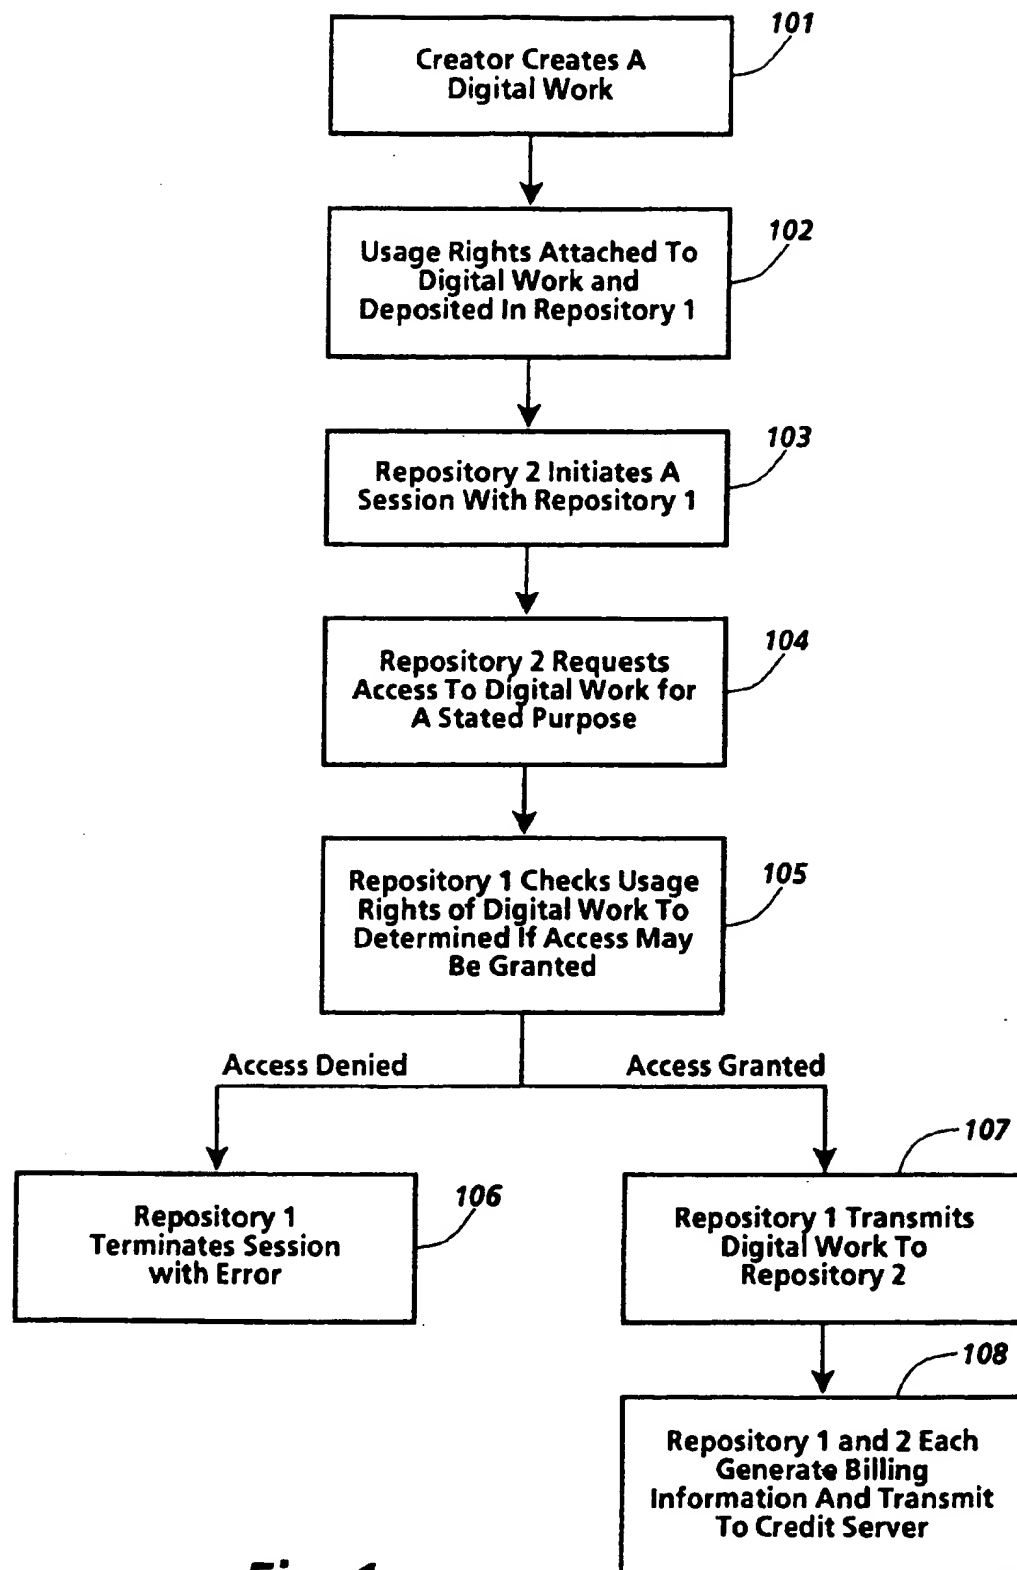 101
Creator Creates A
Digital Work
102
Usage Rights Attached To
Digital Work and
Deposited In Repository 1
103
Repository 2 Initiates A
Session With Repository 1
104
Repository 2 Requests
Access To Digital Work for
A Stated Purpose
105
Repository 1 Checks Usage
Rights of Digital Work To
Determined If Access May
Be Granted
Access Denied
Access Granted
106
Repository 1
Terminates Session
with Error
107
Repository 1 Transmits
Digital Work To
Repository 2
108
Repository 1 and 2 Each
Generate Billing
Information And Transmit
To Credit Server